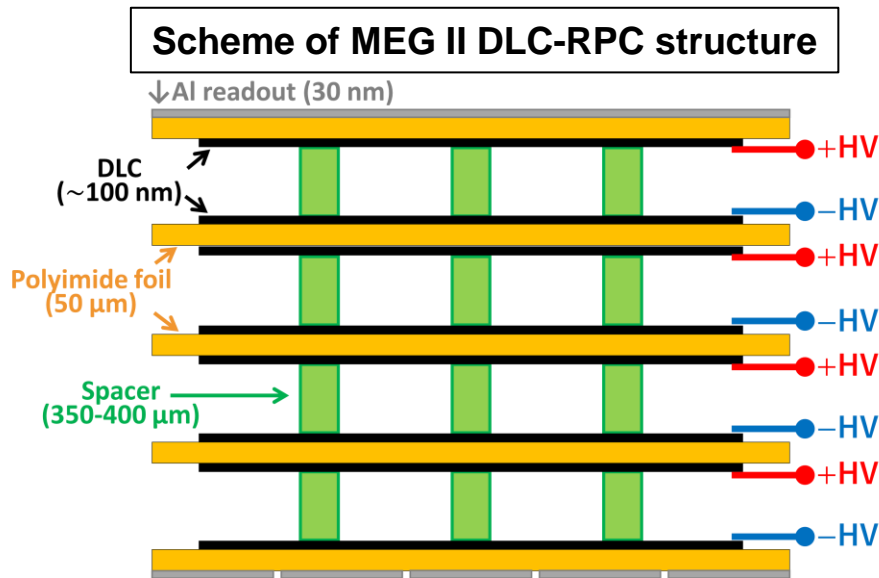 Scheme of MEG II DLC-RPC structure
↓Al readout (30 nm)
DLC
(~100 nm)
+HV
−HV
+HV
Polyimide foil
(50 μm)
−HV
+HV
Spacer
(350-400 μm)
−HV
+HV
−HV